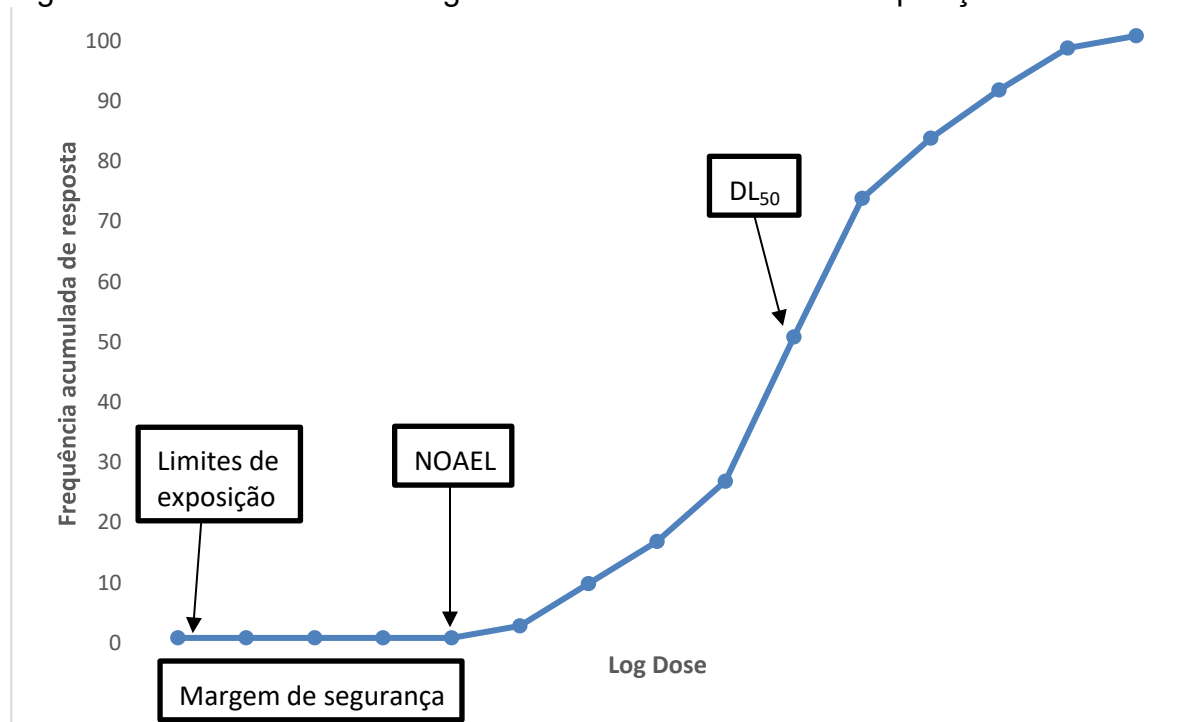 100
90
80
70
60
50
40
30
20
10
0
Frequência acumulada de resposta
DL₅₀
Limites de
exposição
NOAEL
Log Dose
Margem de segurança